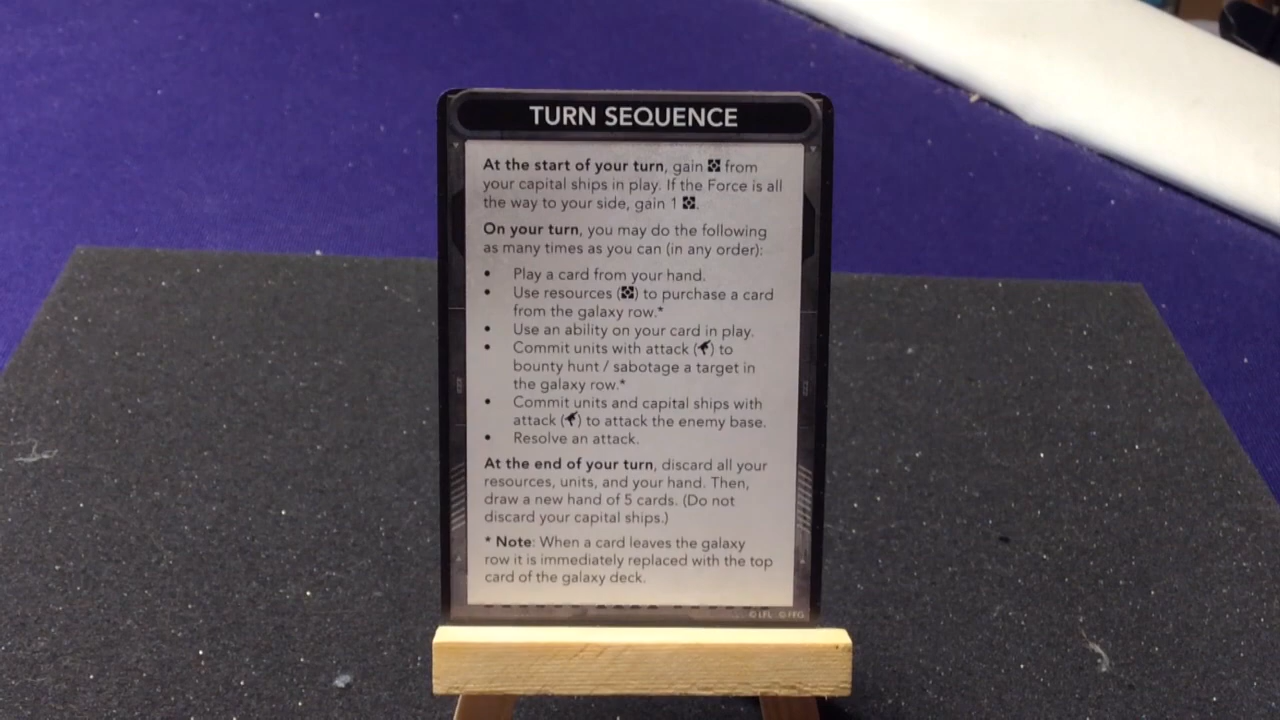 TURN SEQUENCE
At the start of your turn, gain from
your capital ships in play. If the Force is all
the way to your side, gain 1 .
On your turn, you may do the following
as many times as you can (in any order):
• Play a card from your hand.
• Use resources ( ) to purchase a card
from the galaxy row.*
• Use an ability on your card in play.
• Commit units with attack ( ) to
bounty hunt / sabotage a target in
the galaxy row.*
• Commit units and capital ships with
attack ( ) to attack the enemy base.
• Resolve an attack.
At the end of your turn, discard all your
resources, units, and your hand. Then,
draw a new hand of 5 cards. (Do not
discard your capital ships.)
* Note: When a card leaves the galaxy
row it is immediately replaced with the top
card of the galaxy deck.
© LFL © FFG